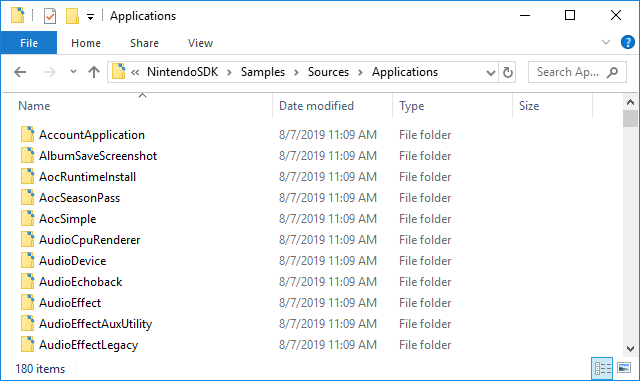 Applications
File Home Share View
« NintendoSDK Samples Sources Applications Search Ap...
Name Date modified Type Size
AccountApplication 8/7/2019 11:09 AM File folder
AlbumSaveScreenshot 8/7/2019 11:09 AM File folder
AocRuntimeInstall 8/7/2019 11:09 AM File folder
AocSeasonPass 8/7/2019 11:09 AM File folder
AocSimple 8/7/2019 11:09 AM File folder
AudioCpuRenderer 8/7/2019 11:09 AM File folder
AudioDevice 8/7/2019 11:09 AM File folder
AudioEchoback 8/7/2019 11:09 AM File folder
AudioEffect 8/7/2019 11:09 AM File folder
AudioEffectAuxUtility 8/7/2019 11:09 AM File folder
AudioEffectLegacy 8/7/2019 11:09 AM File folder
180 items